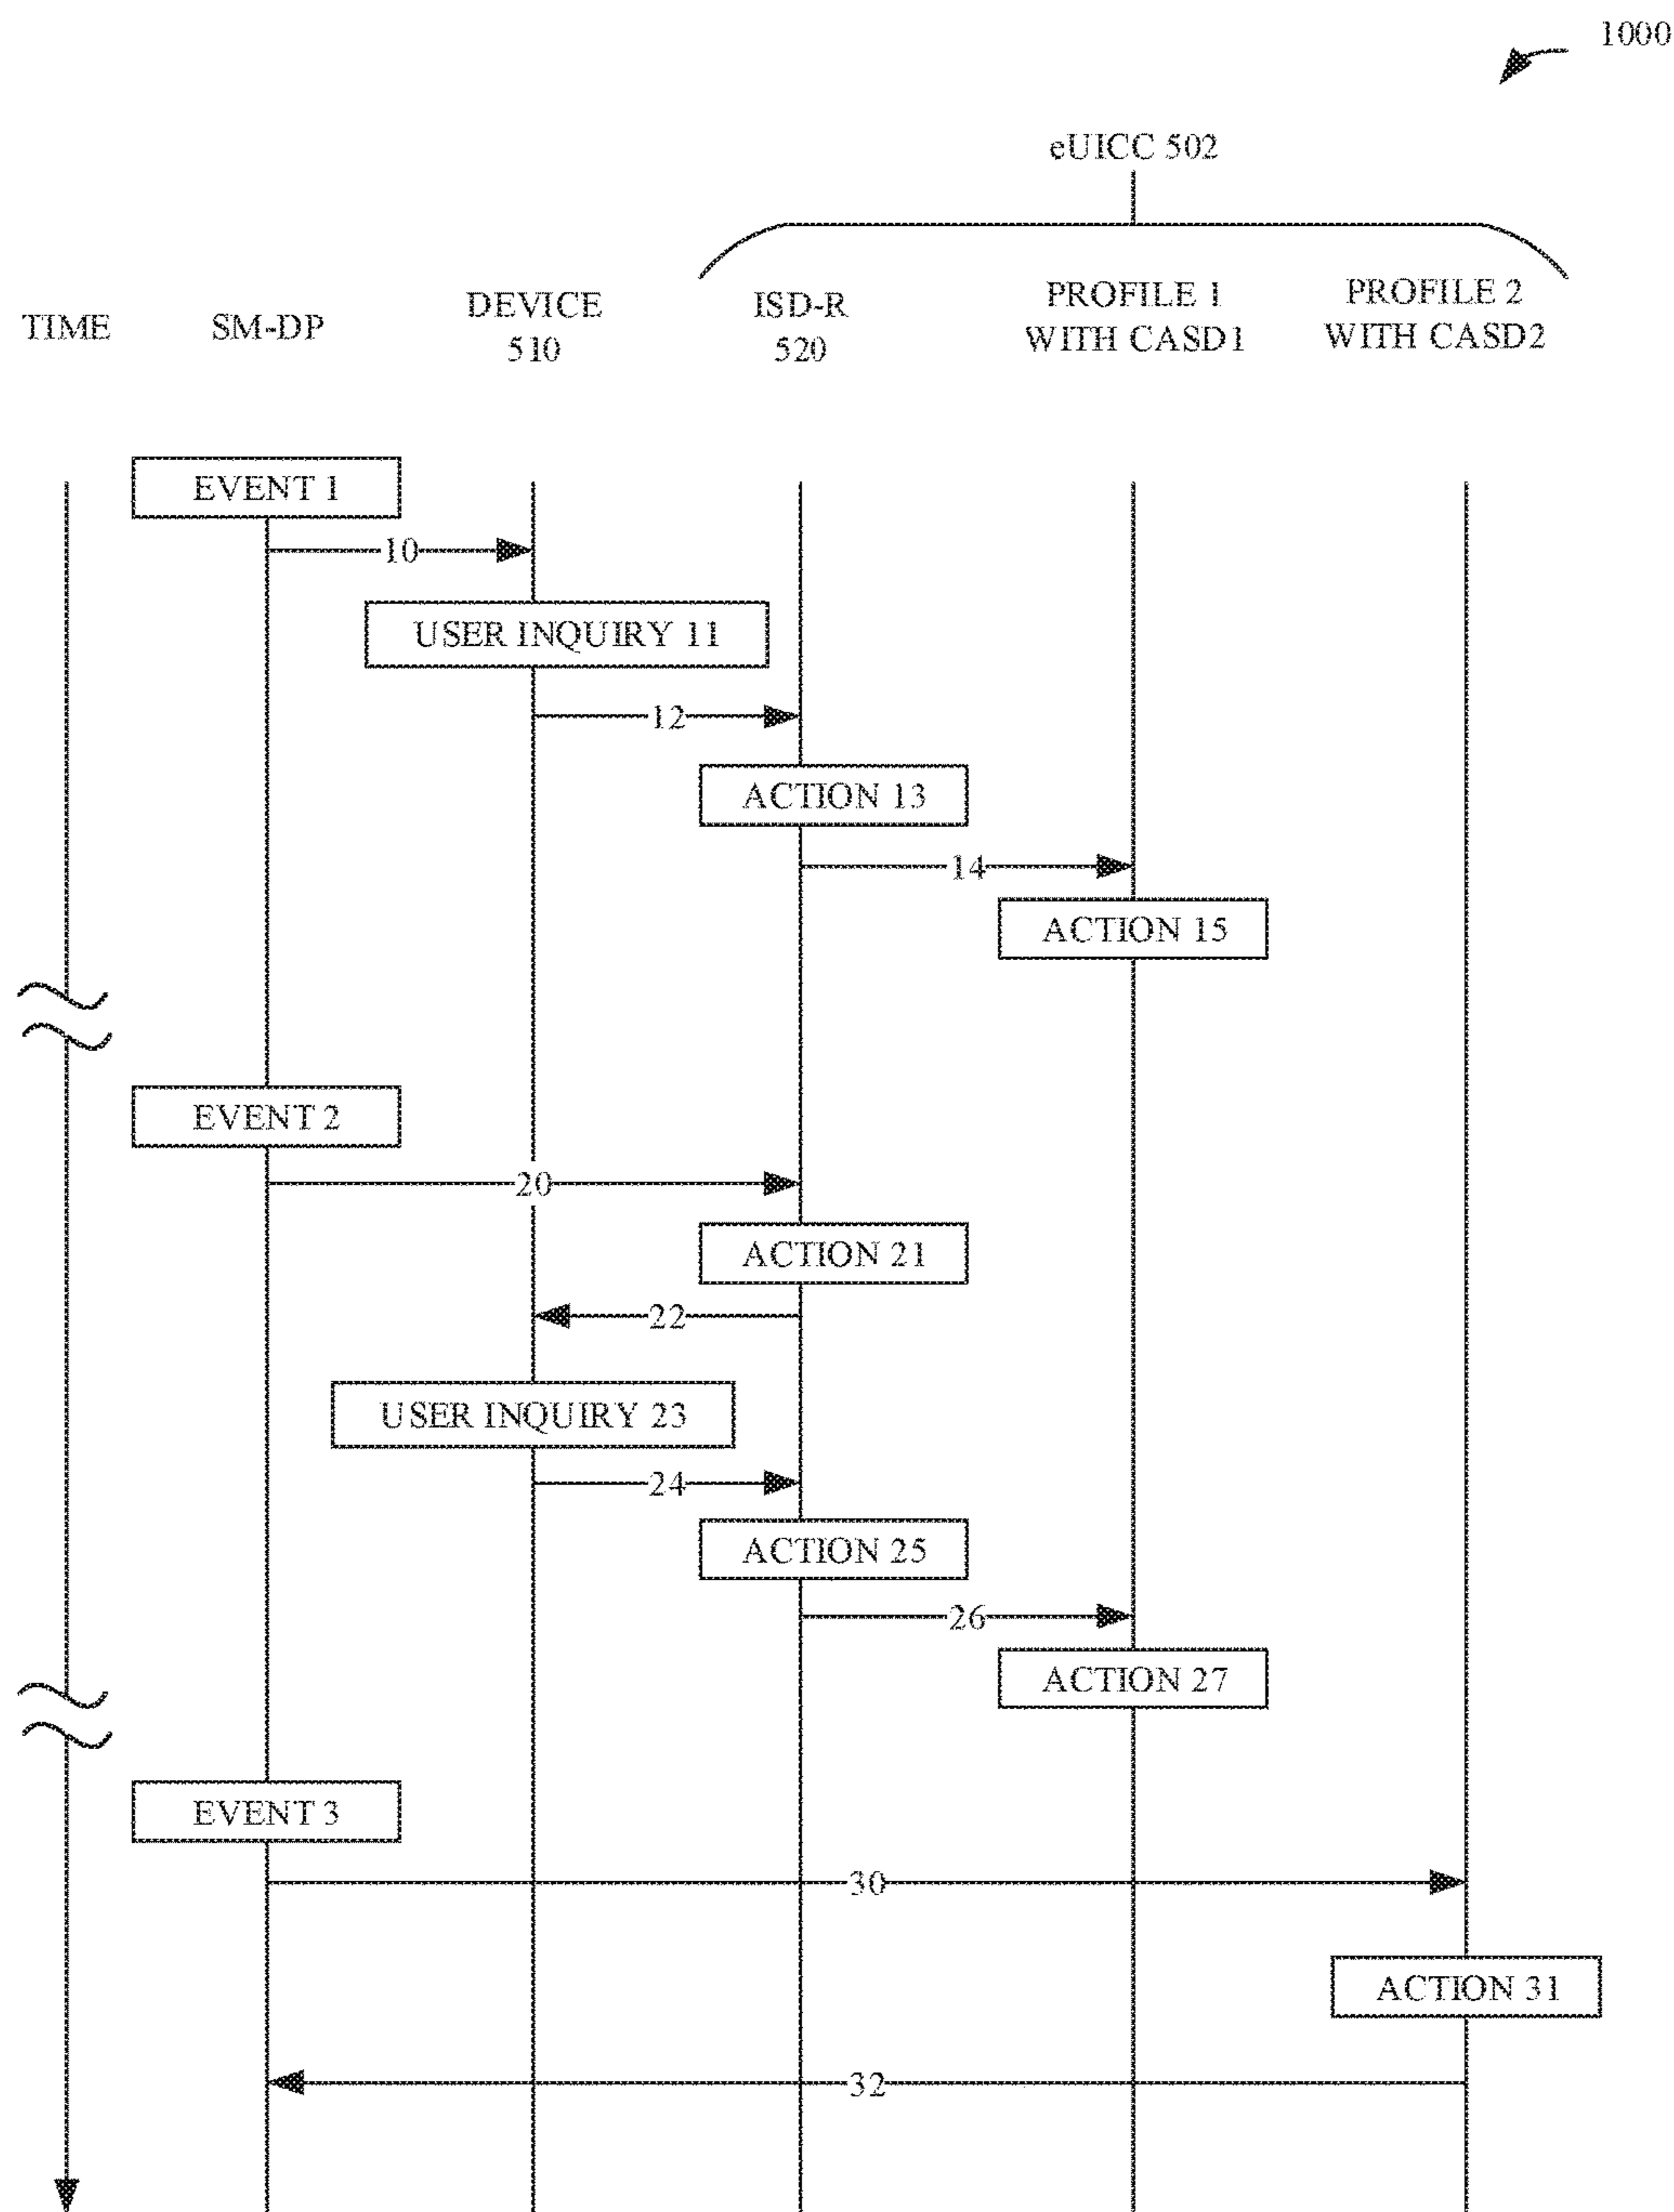 1000
eUICC 502
TIME
SM-DP
DEVICE
510
ISD-R
520
PROFILE 1
WITH CASD1
PROFILE 2
WITH CASD2
EVENT 1
10
USER INQUIRY 11
12
ACTION 13
14
ACTION 15
EVENT 2
20
ACTION 21
22
USER INQUIRY 23
24
ACTION 25
26
ACTION 27
EVENT 3
30
ACTION 31
32